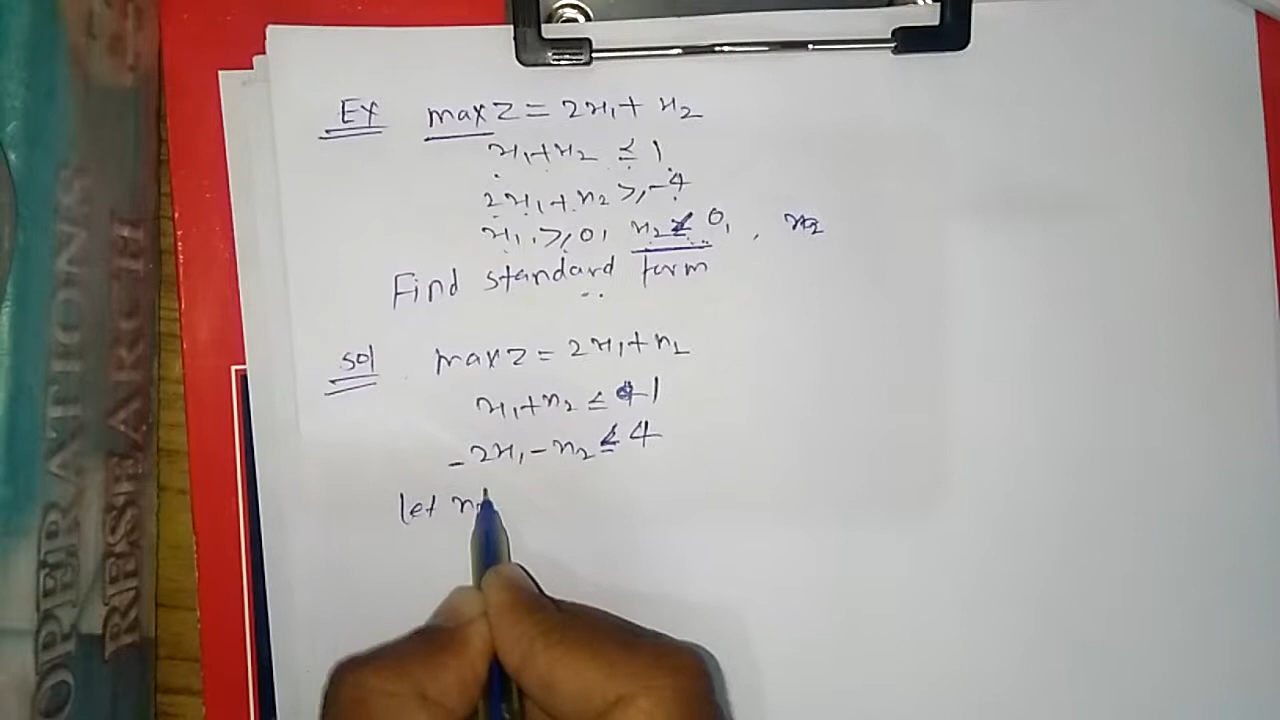 OPERATIONS
RESEARCH
Ex max Z = 2x₁ + x₂
x₁ + x₂ ≤ 1
2x₁ + x₂ ≥ -4
x₁ ≥ 0, x₂ ≤ 0, , x₂
Find standard form
Sol max Z = 2x₁ + x₂
x₁ + x₂ ≤ 1
-2x₁ - x₂ ≤ 4
let x